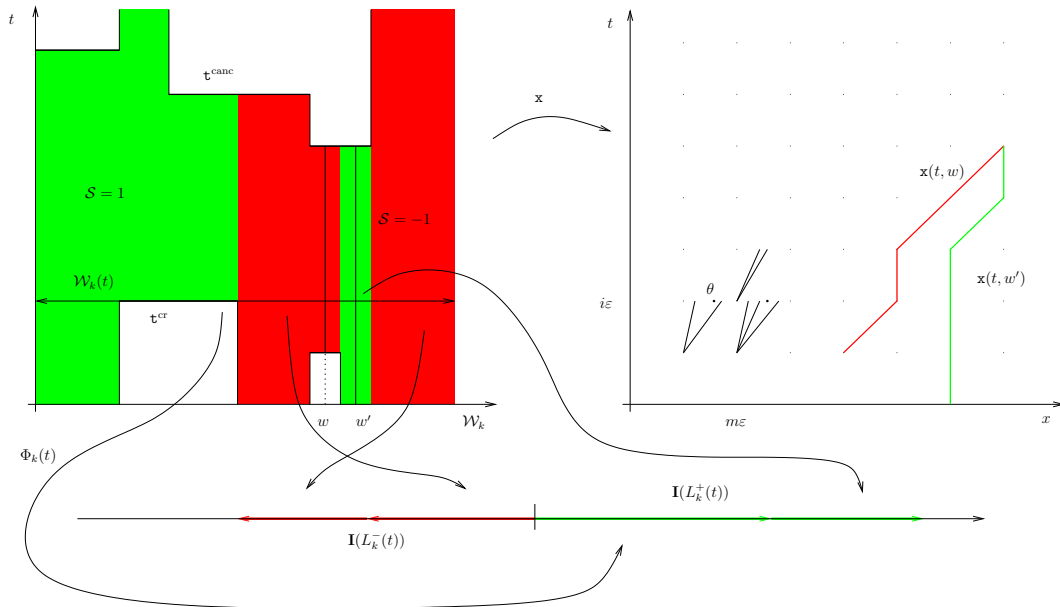 t
t^canc
x
t
𝒮 = 1
𝒮 = −1
x(t, w)
𝒲_k(t)
θ
x(t, w′)
t^cr
iε
w
w′
𝒲_k
mε
x
Φ_k(t)
I(L_k^+(t))
I(L_k^−(t))